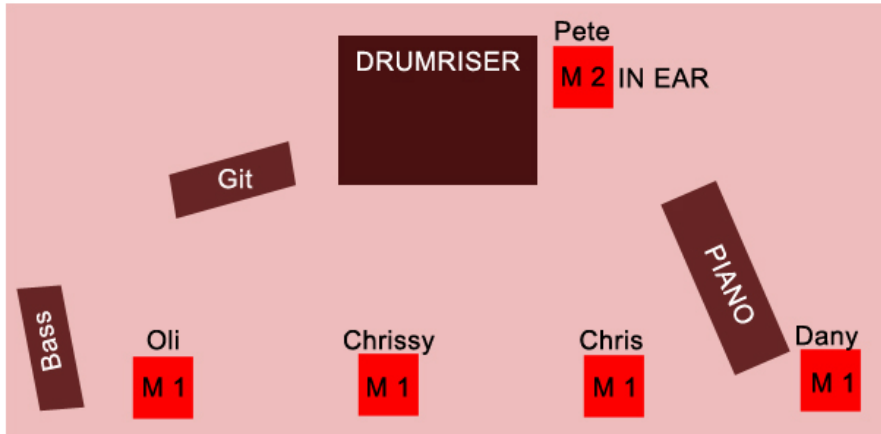 Pete
DRUMRISER
M 2 IN EAR
Git
PIANO
Bass
Oli
Chrissy
Chris
Dany
M 1
M 1
M 1
M 1